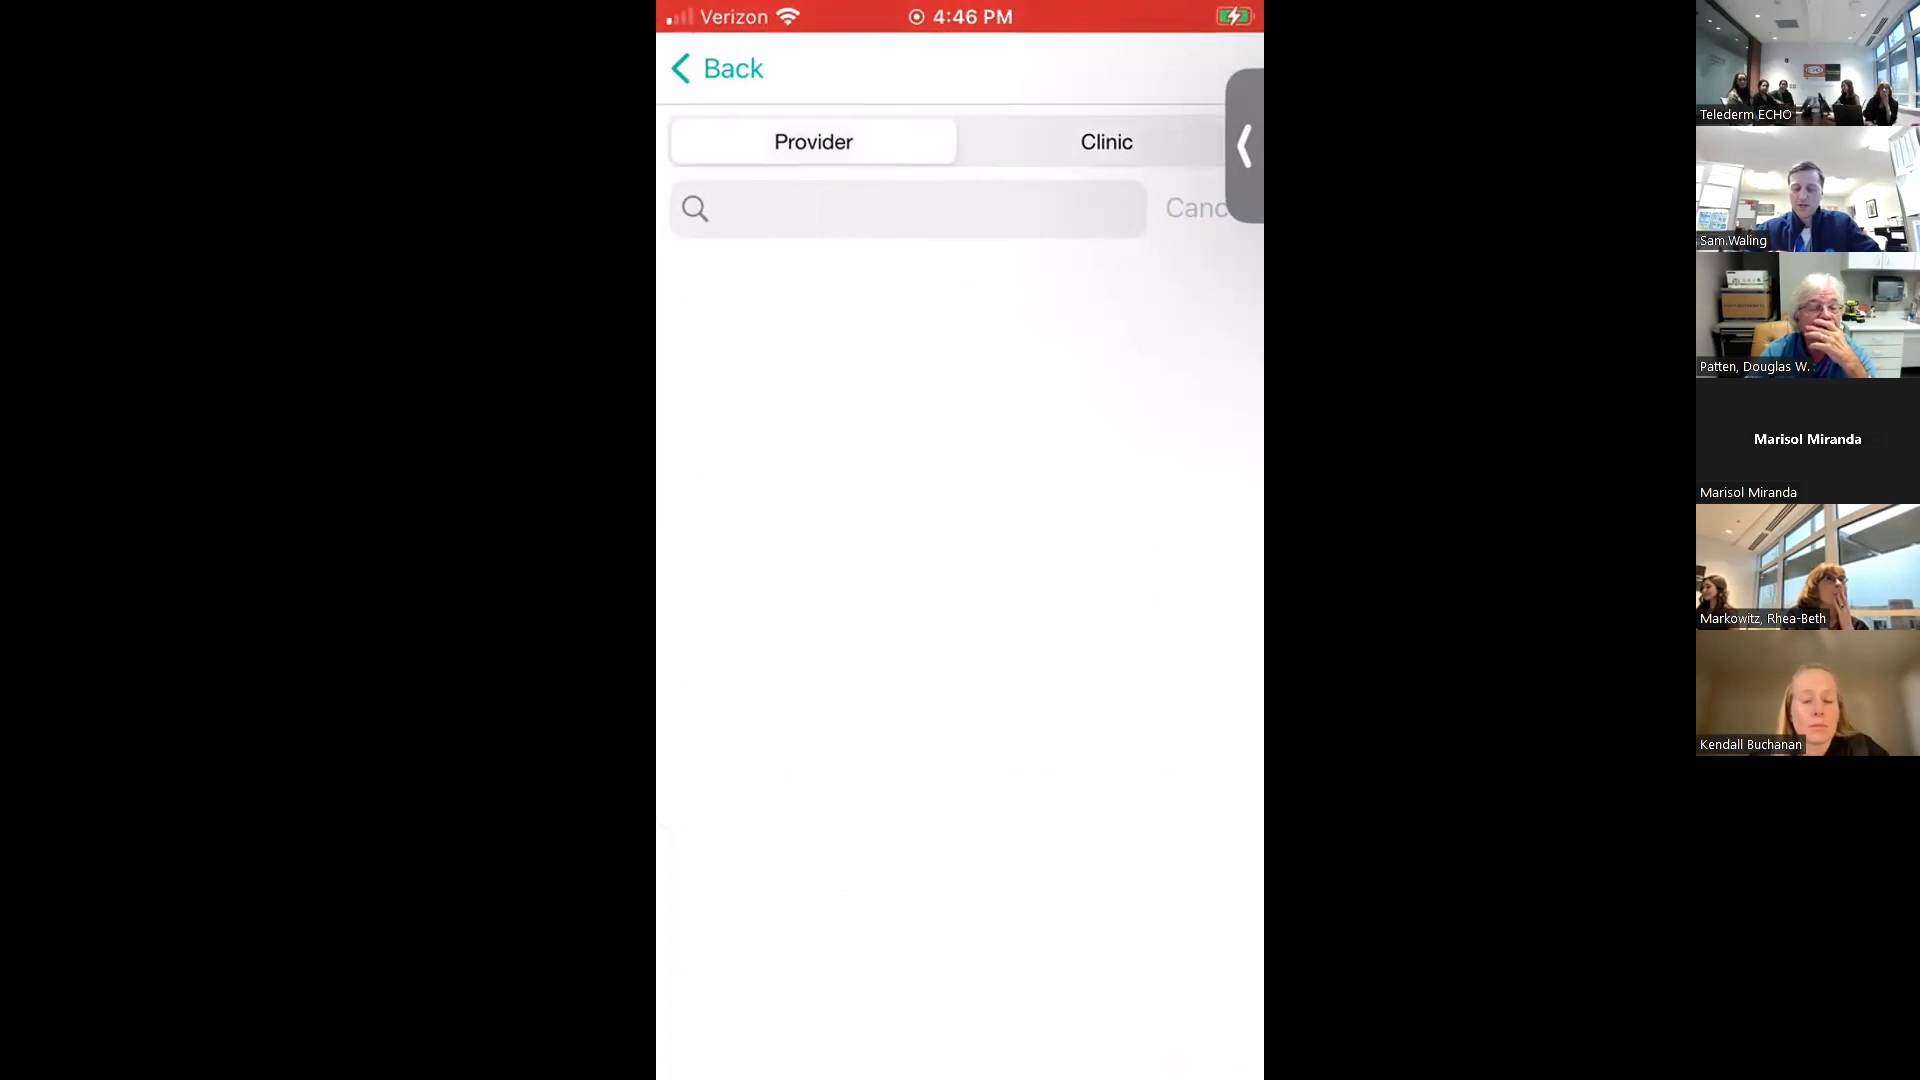 Verizon 4:46 PM
Back
Provider Clinic
Canc
Telederm ECHO
ECHO
Sam.Waling
Patten, Douglas W.
Marisol Miranda
Marisol Miranda
Markowitz, Rhea-Beth
Kendall Buchanan